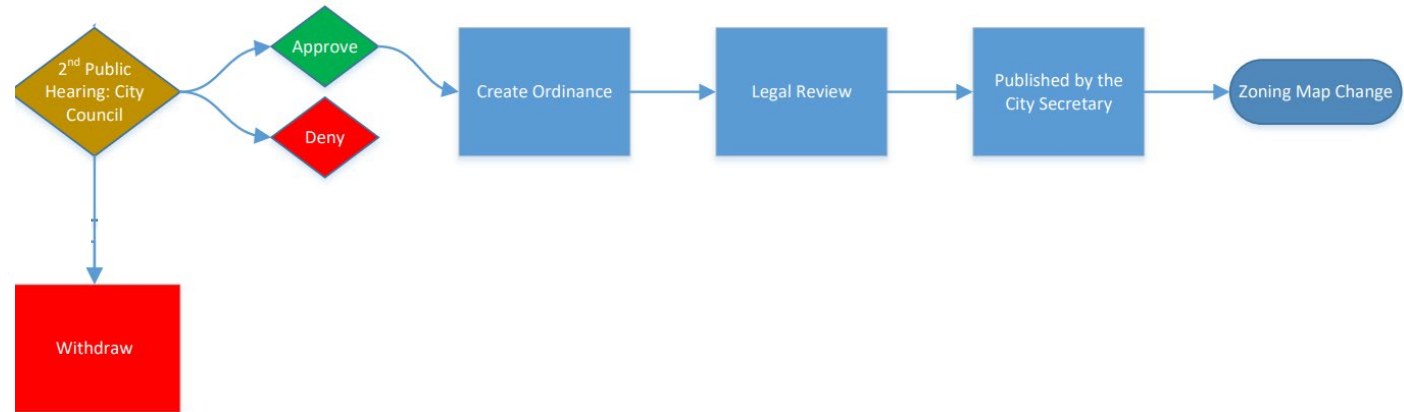 2nd Public
Hearing: City
Council
Approve
Deny
Create Ordinance
Legal Review
Published by the
City Secretary
Zoning Map Change
Withdraw